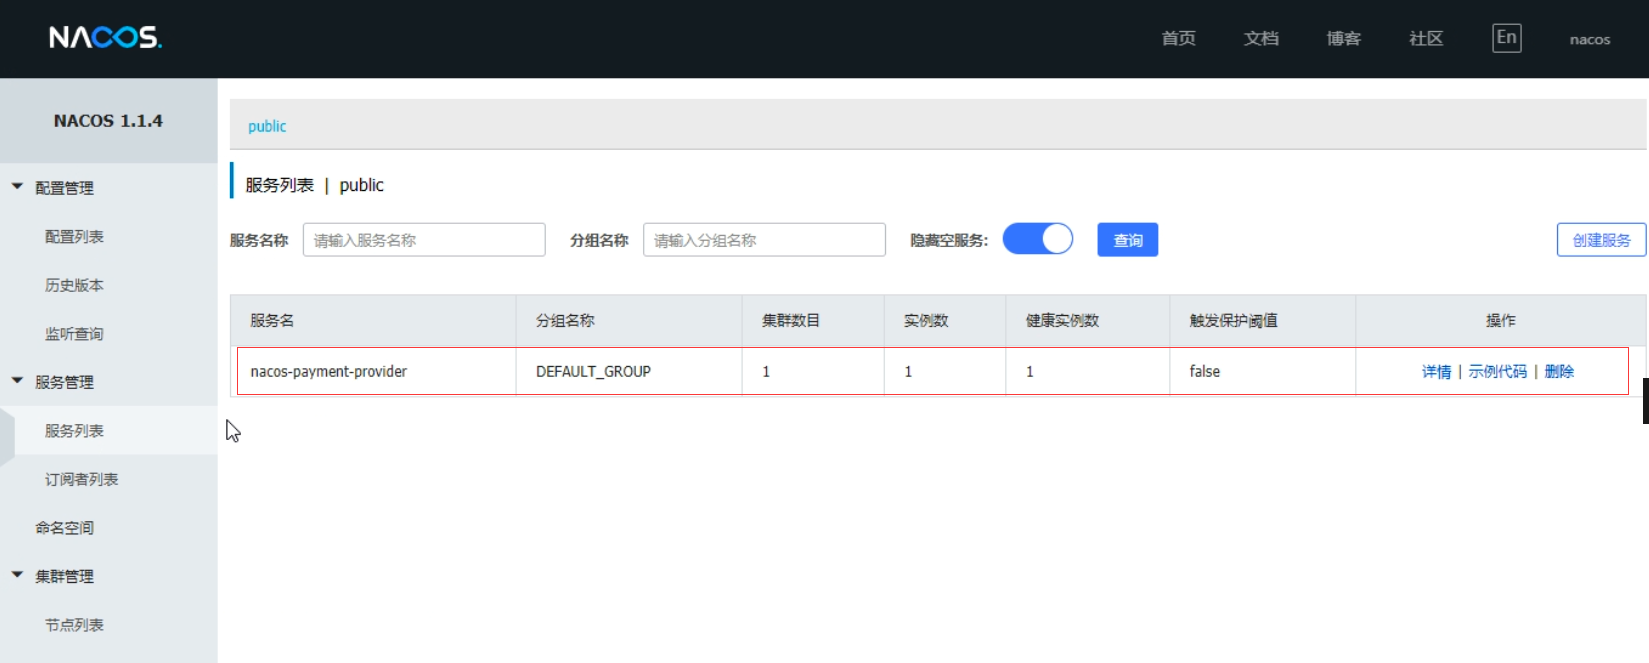 NACOS.
首页 文档 博客 社区 En nacos
NACOS 1.1.4
配置管理
配置列表
历史版本
监听查询
服务管理
服务列表
订阅者列表
命名空间
集群管理
节点列表
public
服务列表 | public
服务名称 请输入服务名称 分组名称 请输入分组名称 隐藏空服务: 查询 创建服务
服务名 分组名称 集群数目 实例数 健康实例数 触发保护阈值 操作
nacos-payment-provider DEFAULT_GROUP 1 1 1 false 详情 | 示例代码 | 删除